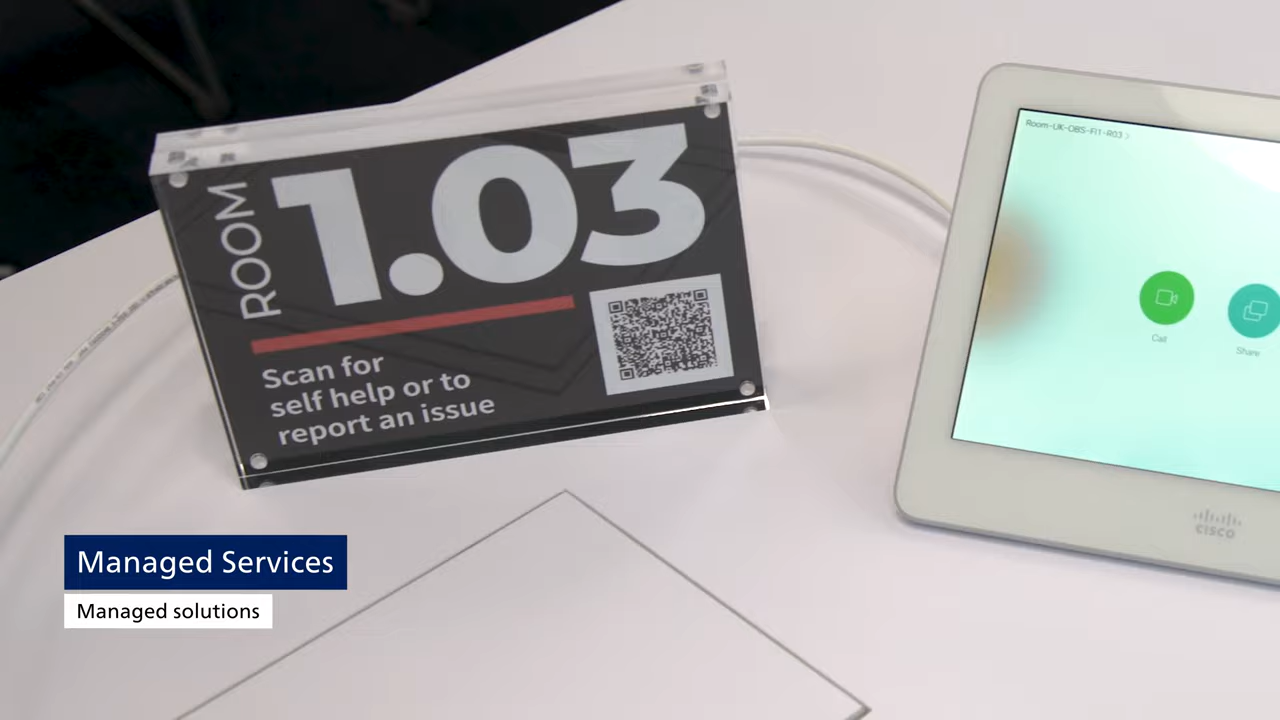 ROOM
1.03
Scan for
self help or to
report an issue
Room-UK-OBS-Fl1-R03
Call
Share
cisco
Managed Services
Managed solutions